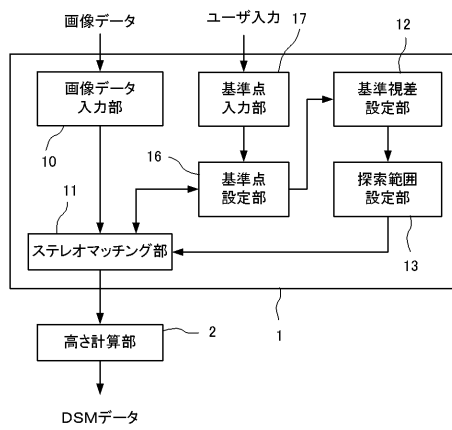 画像データ
ユーザ入力
17
12
画像データ
入力部
基準点
入力部
基準視差
設定部
10
16
11
基準点
設定部
探索範囲
設定部
ステレオマッチング部
13
1
2
高さ計算部
DSMデータ